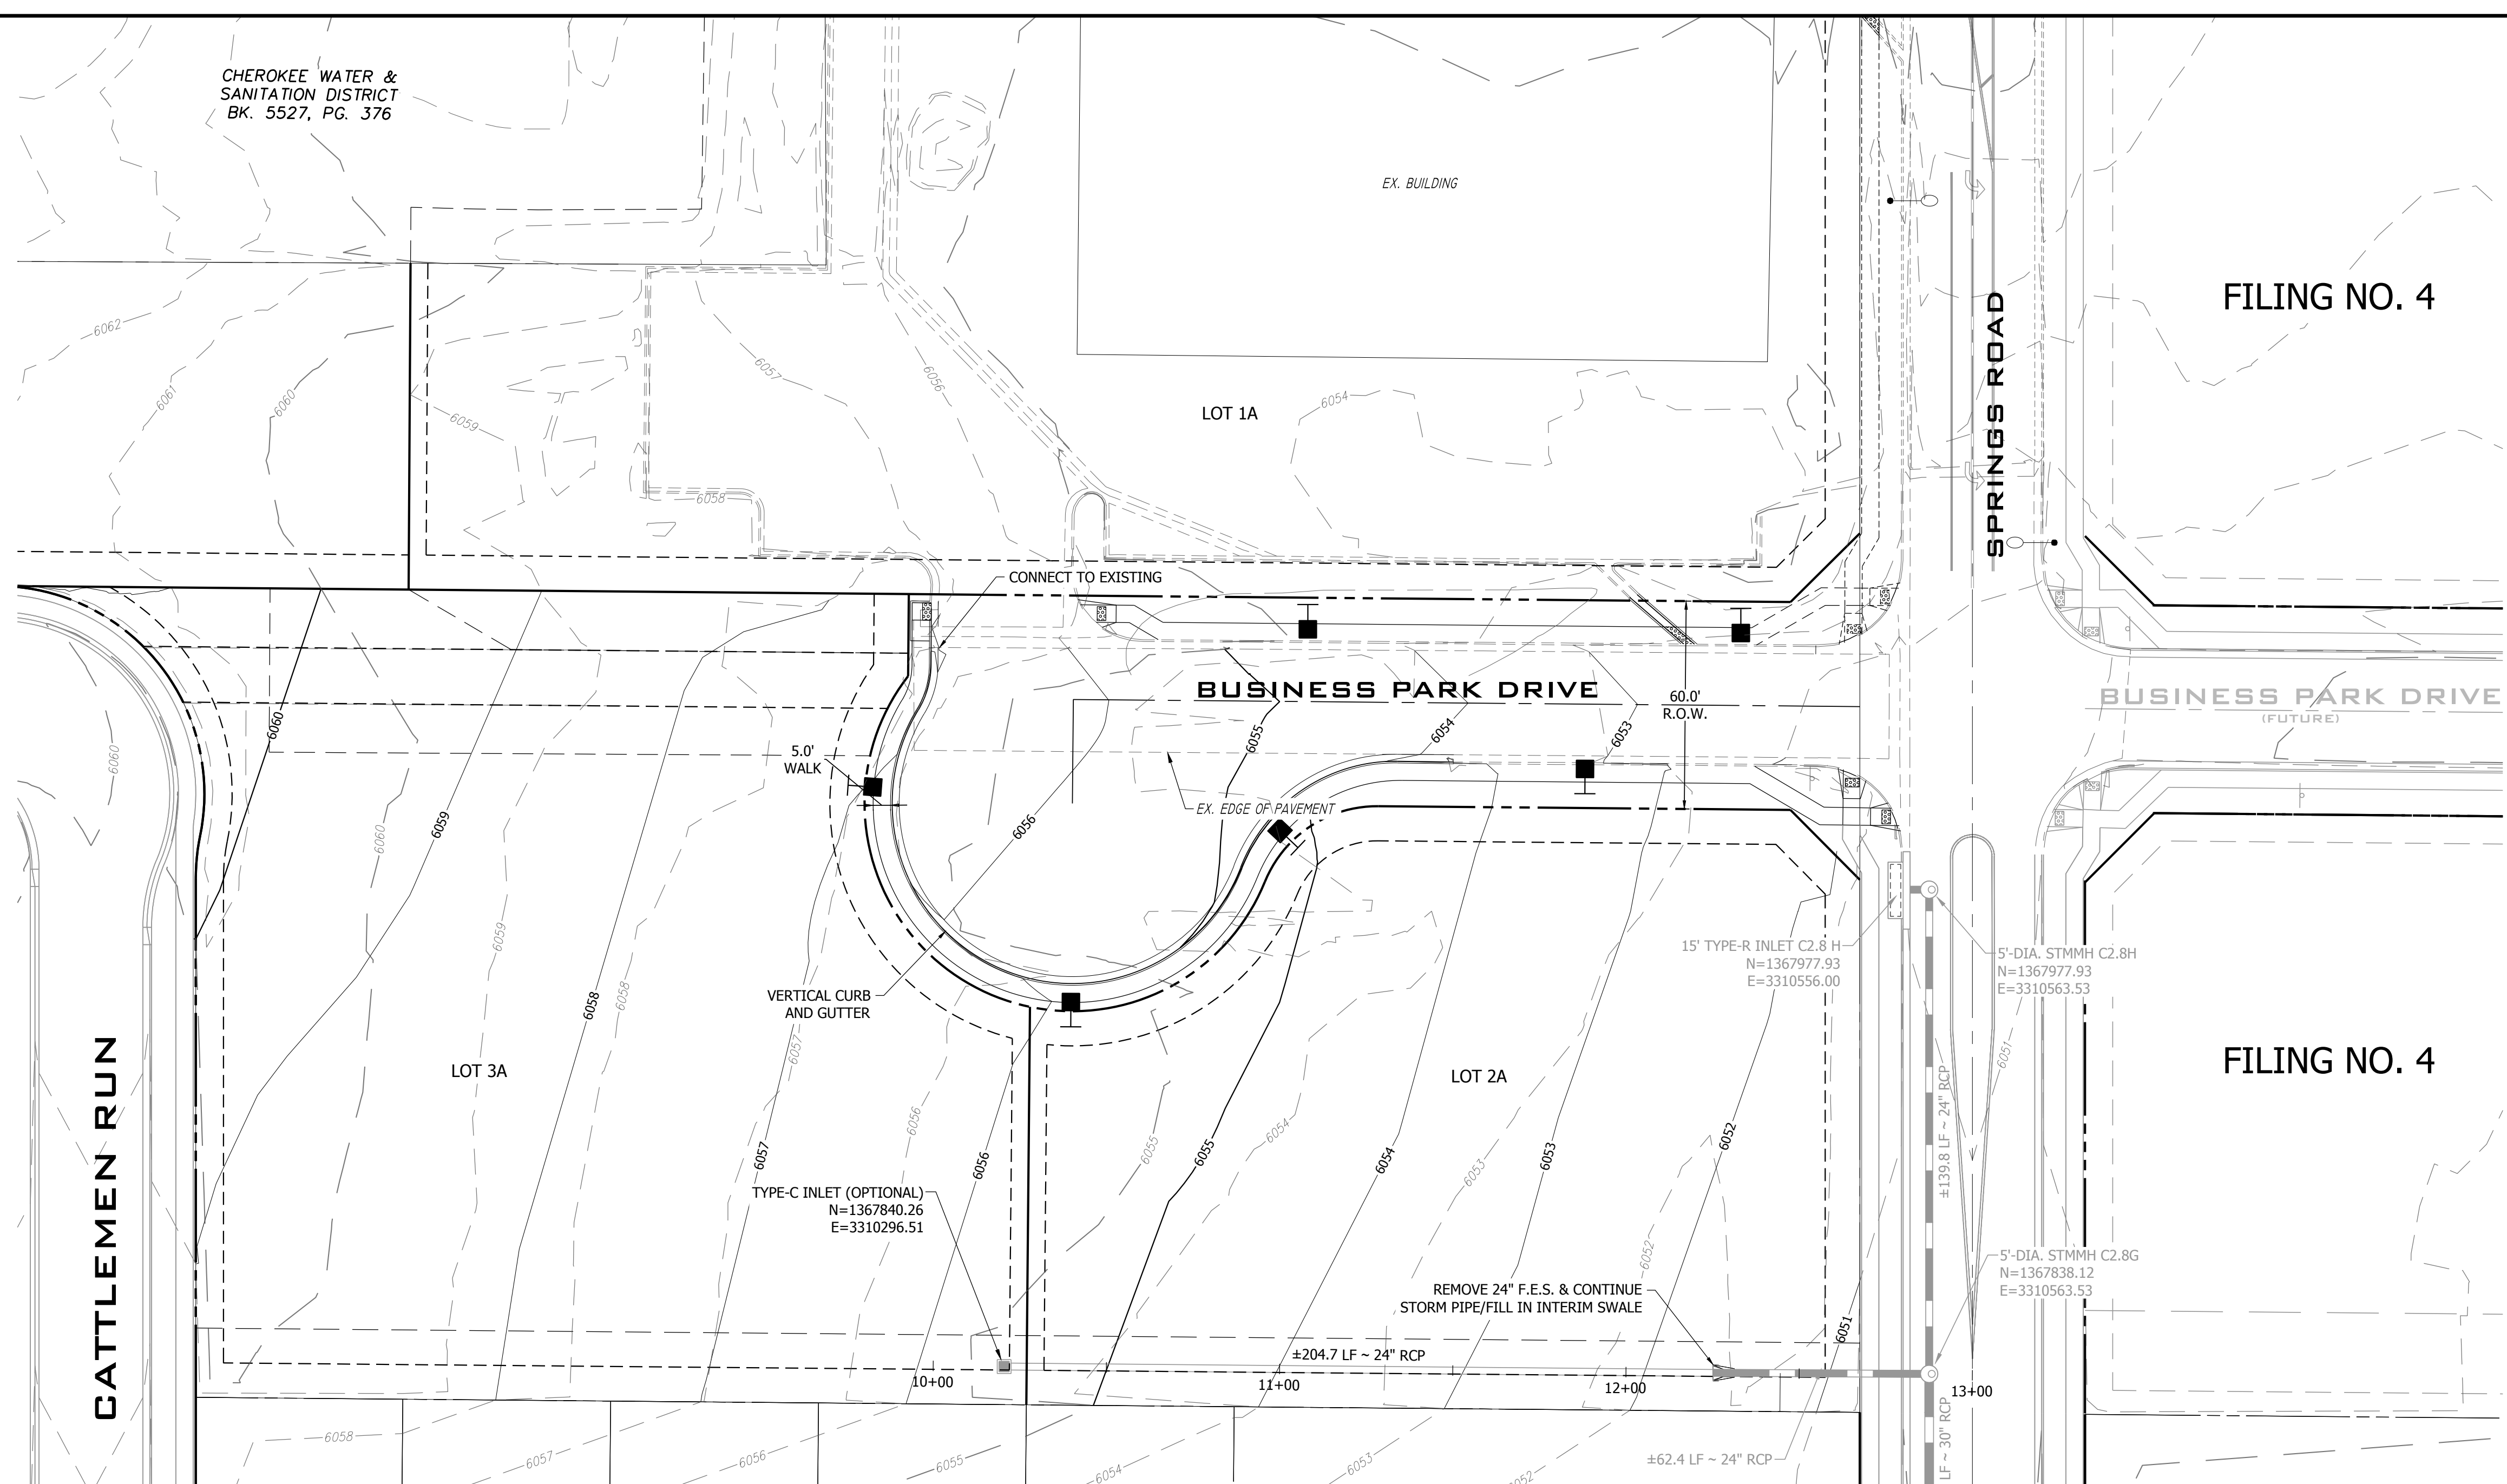 CHEROKEE WATER &
SANITATION DISTRICT
BK. 5527, PG. 376
EX. BUILDING
FILING NO. 4
SPRINGS ROAD
6062
6061
6060
6059
6057
6056
6054
6058
LOT 1A
CONNECT TO EXISTING
BUSINESS PARK DRIVE
60.0'
R.O.W.
BUSINESS PARK DRIVE
(FUTURE)
6060
6060
5.0'
WALK
6055
6054
6053
EX. EDGE OF PAVEMENT
6059
6060
6056
6059
6058
6058
VERTICAL CURB
AND GUTTER
15' TYPE-R INLET C2.8 H
N=1367977.93
E=3310556.00
5'-DIA. STMMH C2.8H
N=1367977.93
E=3310563.53
CATTLEMEN RUN
LOT 3A
6057
6057
6056
6056
6055
6055
6054
LOT 2A
6054
6053
6053
6052
6051
±139.8 LF ~ 24" RCP
FILING NO. 4
TYPE-C INLET (OPTIONAL)
N=1367840.26
E=3310296.51
6052
REMOVE 24" F.E.S. & CONTINUE
STORM PIPE/FILL IN INTERIM SWALE
5'-DIA. STMMH C2.8G
N=1367838.12
E=3310563.53
6051
±204.7 LF ~ 24" RCP
10+00
11+00
12+00
13+00
6058
6057
6056
6055
6054
6053
6052
±62.4 LF ~ 24" RCP
LF ~ 30" RCP